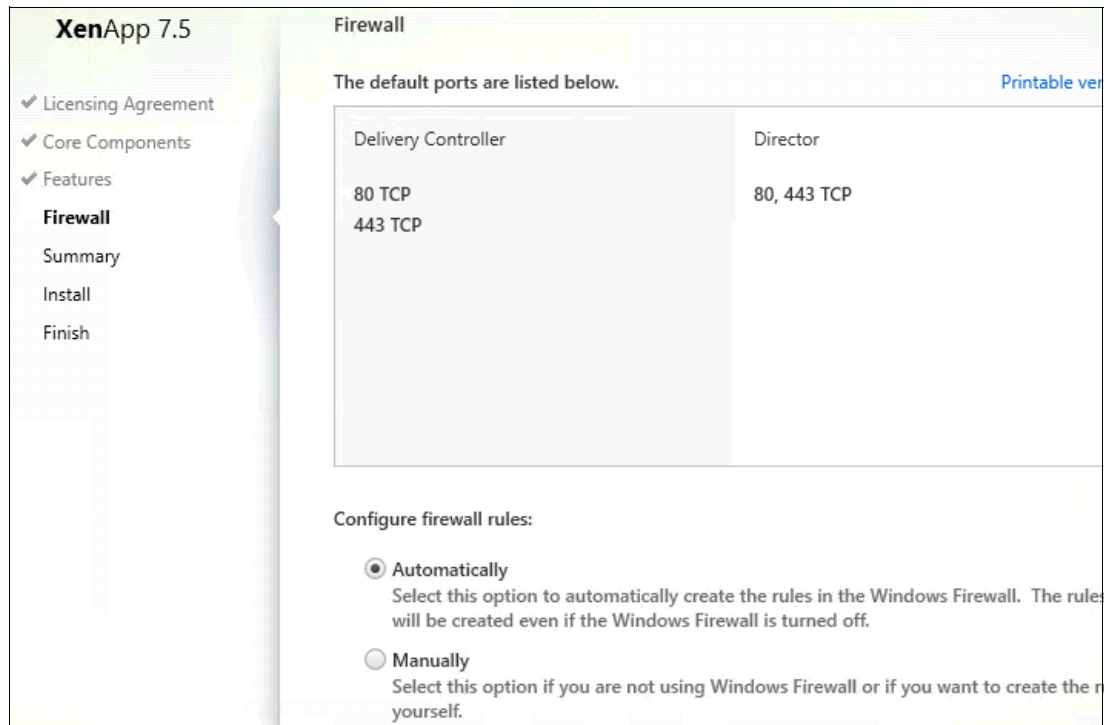 XenApp 7.5
Licensing Agreement
Core Components
Features
Firewall
Summary
Install
Finish
Firewall
The default ports are listed below.
Printable ver
Delivery Controller
80 TCP
443 TCP
Director
80, 443 TCP
Configure firewall rules:
Automatically
Select this option to automatically create the rules in the Windows Firewall. The rules
will be created even if the Windows Firewall is turned off.
Manually
Select this option if you are not using Windows Firewall or if you want to create the r
yourself.